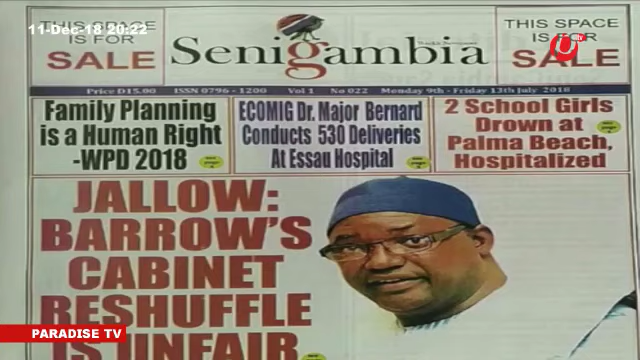 11-Dec-18 20:22
THIS SPACE
IS FOR
SALE
Senigambia
THIS SPACE
IS FOR
SALE
Price D15.00 ISSN 0796 - 1200 Vol 1 No 022 Monday 9th - Friday 13th July 2018
Family Planning
is a Human Right
-WPD 2018
ECOMIG Dr. Major Bernard
Conducts 530 Deliveries
At Essau Hospital
2 School Girls
Drown at
Palma Beach,
Hospitalized
JALLOW:
BARROW'S
CABINET
RESHUFFLE
IS UNFAIR
PARADISE TV